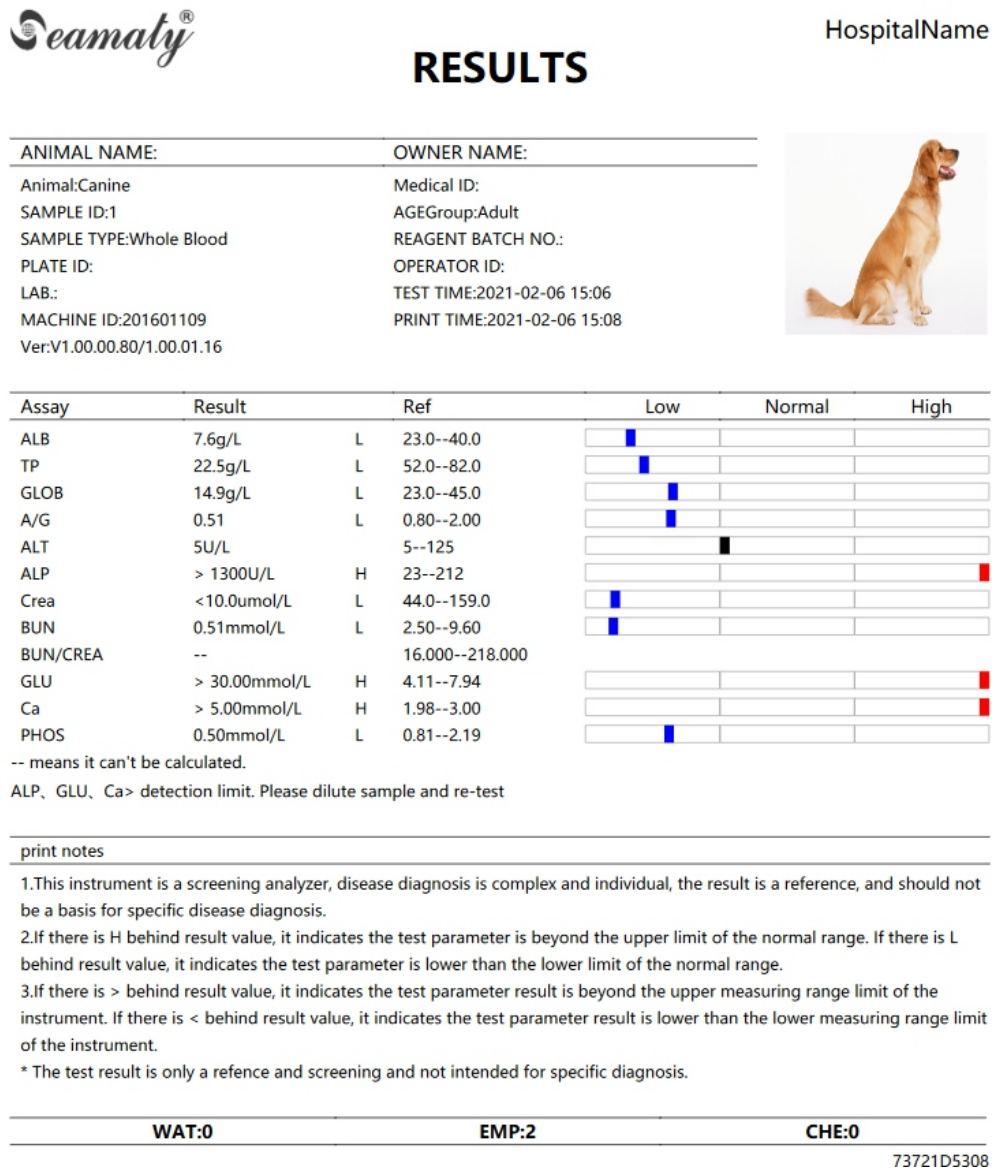 Seamaty®
HospitalName
RESULTS
ANIMAL NAME: OWNER NAME:
Animal:Canine Medical ID:
SAMPLE ID:1 AGEGroup:Adult
SAMPLE TYPE:Whole Blood REAGENT BATCH NO.:
PLATE ID: OPERATOR ID:
LAB.: TEST TIME:2021-02-06 15:06
MACHINE ID:201601109 PRINT TIME:2021-02-06 15:08
Ver:V1.00.00.80/1.00.01.16
Assay Result Ref Low Normal High
ALB 7.6g/L L 23.0--40.0
TP 22.5g/L L 52.0--82.0
GLOB 14.9g/L L 23.0--45.0
A/G 0.51 L 0.80--2.00
ALT 5U/L 5--125
ALP > 1300U/L H 23--212
Crea <10.0umol/L L 44.0--159.0
BUN 0.51mmol/L L 2.50--9.60
BUN/CREA -- 16.000--218.000
GLU > 30.00mmol/L H 4.11--7.94
Ca > 5.00mmol/L H 1.98--3.00
PHOS 0.50mmol/L L 0.81--2.19
-- means it can't be calculated.
ALP、GLU、Ca> detection limit. Please dilute sample and re-test
print notes
1.This instrument is a screening analyzer, disease diagnosis is complex and individual, the result is a reference, and should not
be a basis for specific disease diagnosis.
2.If there is H behind result value, it indicates the test parameter is beyond the upper limit of the normal range. If there is L
behind result value, it indicates the test parameter is lower than the lower limit of the normal range.
3.If there is > behind result value, it indicates the test parameter result is beyond the upper measuring range limit of the
instrument. If there is < behind result value, it indicates the test parameter result is lower than the lower measuring range limit
of the instrument.
* The test result is only a refence and screening and not intended for specific diagnosis.
WAT:0 EMP:2 CHE:0
73721D5308